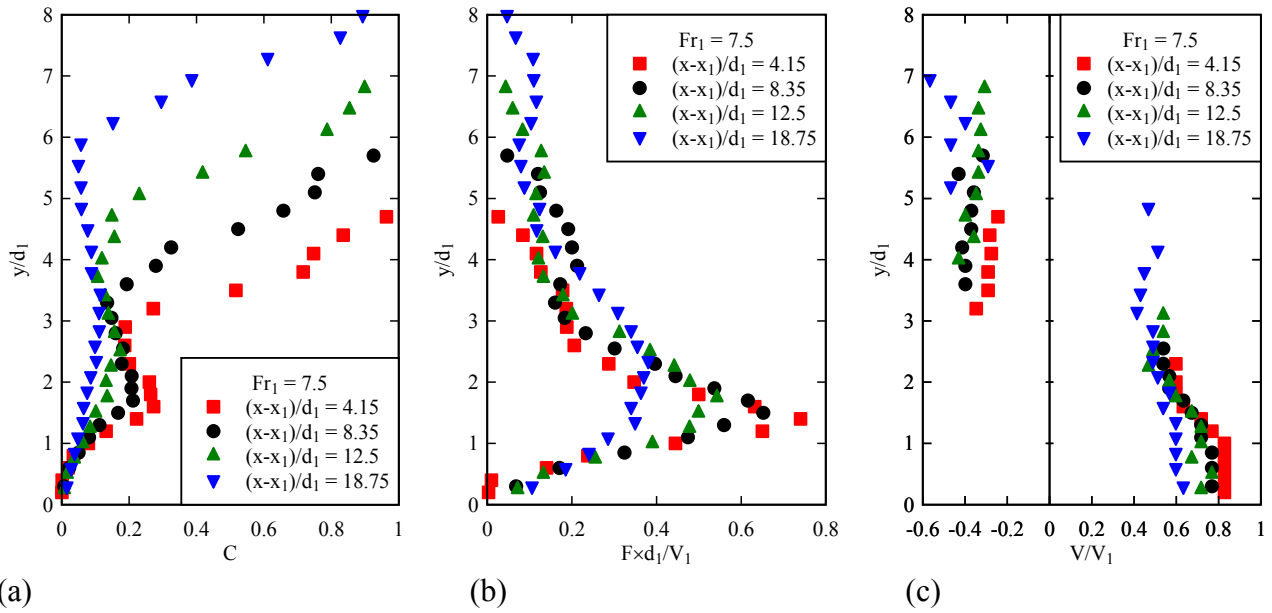 8
7
6
5
4
3
2
1
0
y/d1
0
0.2
0.4
0.6
0.8
1
C
Fr1 = 7.5
(x-x1)/d1 = 4.15
(x-x1)/d1 = 8.35
(x-x1)/d1 = 12.5
(x-x1)/d1 = 18.75
(a)
8
7
6
5
4
3
2
1
0
y/d1
0
0.2
0.4
0.6
0.8
F×d1/V1
Fr1 = 7.5
(x-x1)/d1 = 4.15
(x-x1)/d1 = 8.35
(x-x1)/d1 = 12.5
(x-x1)/d1 = 18.75
(b)
8
7
6
5
4
3
2
1
0
y/d1
-0.6
-0.4
-0.2
0
0.2
0.4
0.6
0.8
1
V/V1
Fr1 = 7.5
(x-x1)/d1 = 4.15
(x-x1)/d1 = 8.35
(x-x1)/d1 = 12.5
(x-x1)/d1 = 18.75
(c)